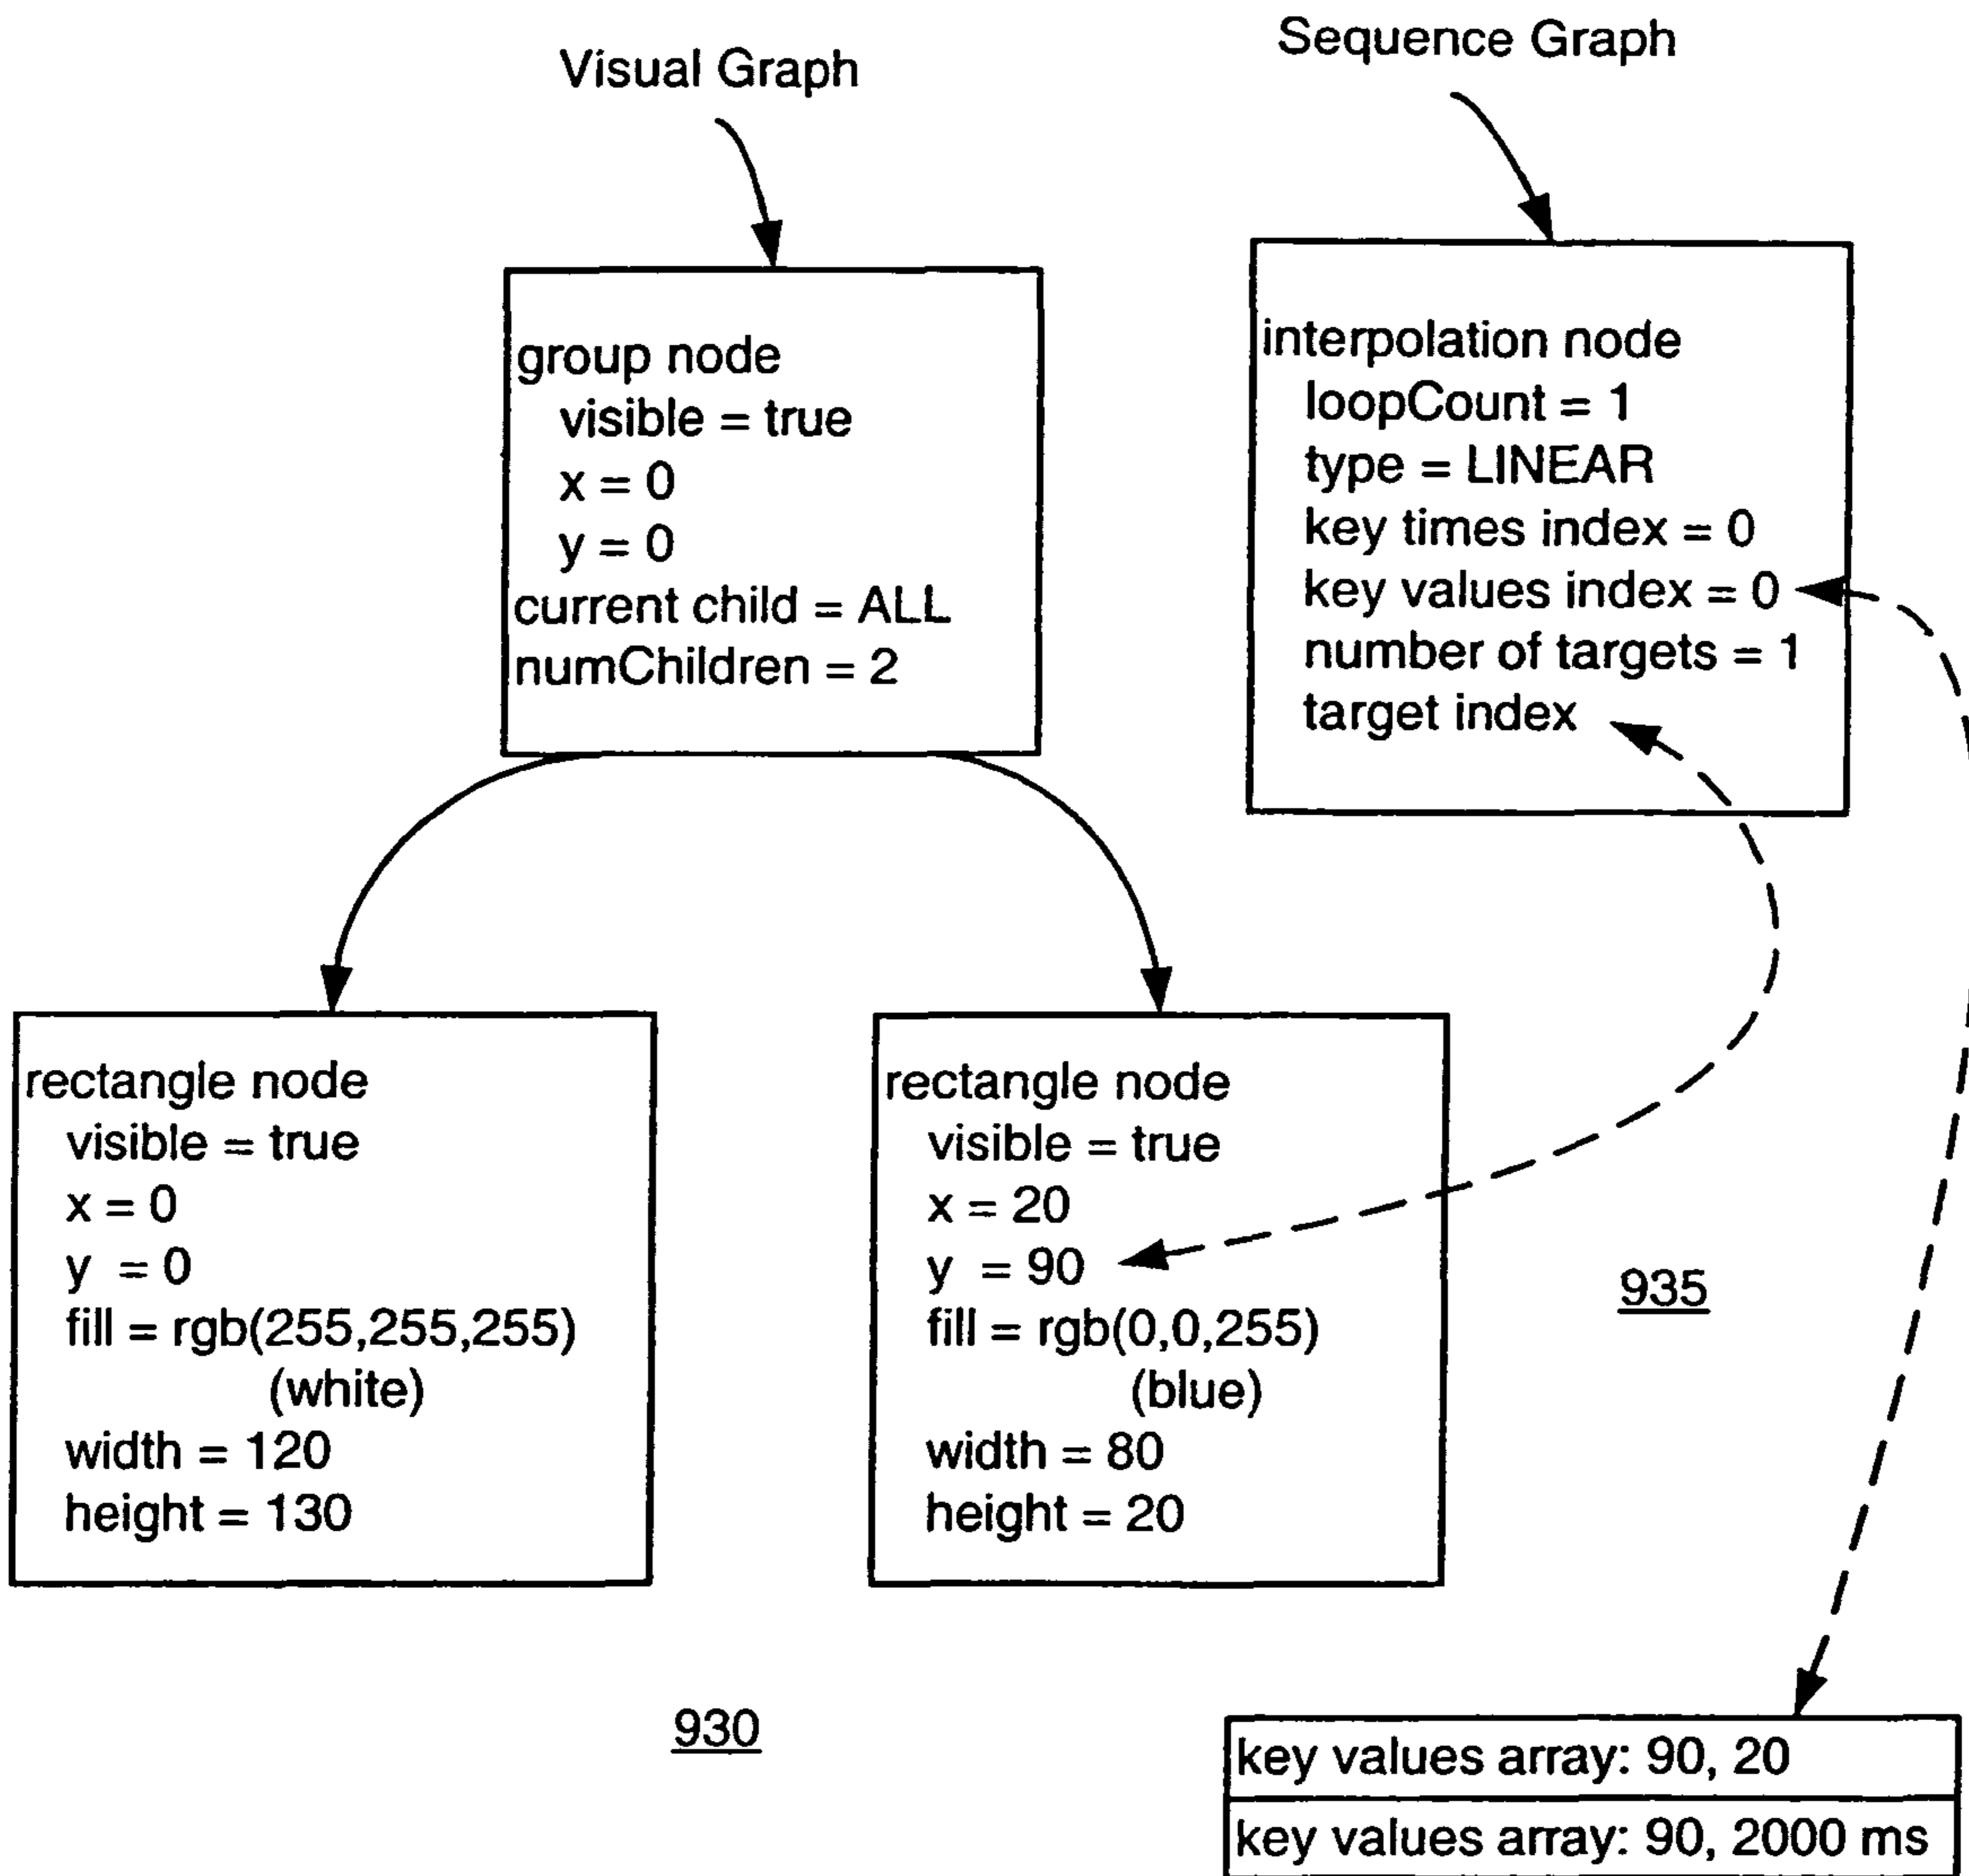 Visual Graph
Sequence Graph
group node
visible = true
x = 0
y = 0
current child = ALL
numChildren = 2
interpolation node
loopCount = 1
type = LINEAR
key times index = 0
key values index = 0
number of targets = 1
target index
rectangle node
visible = true
x = 0
y = 0
fill = rgb(255,255,255)
(white)
width = 120
height = 130
rectangle node
visible = true
x = 20
y = 90
fill = rgb(0,0,255)
(blue)
width = 80
height = 20
935
930
key values array: 90, 20
key values array: 90, 2000 ms